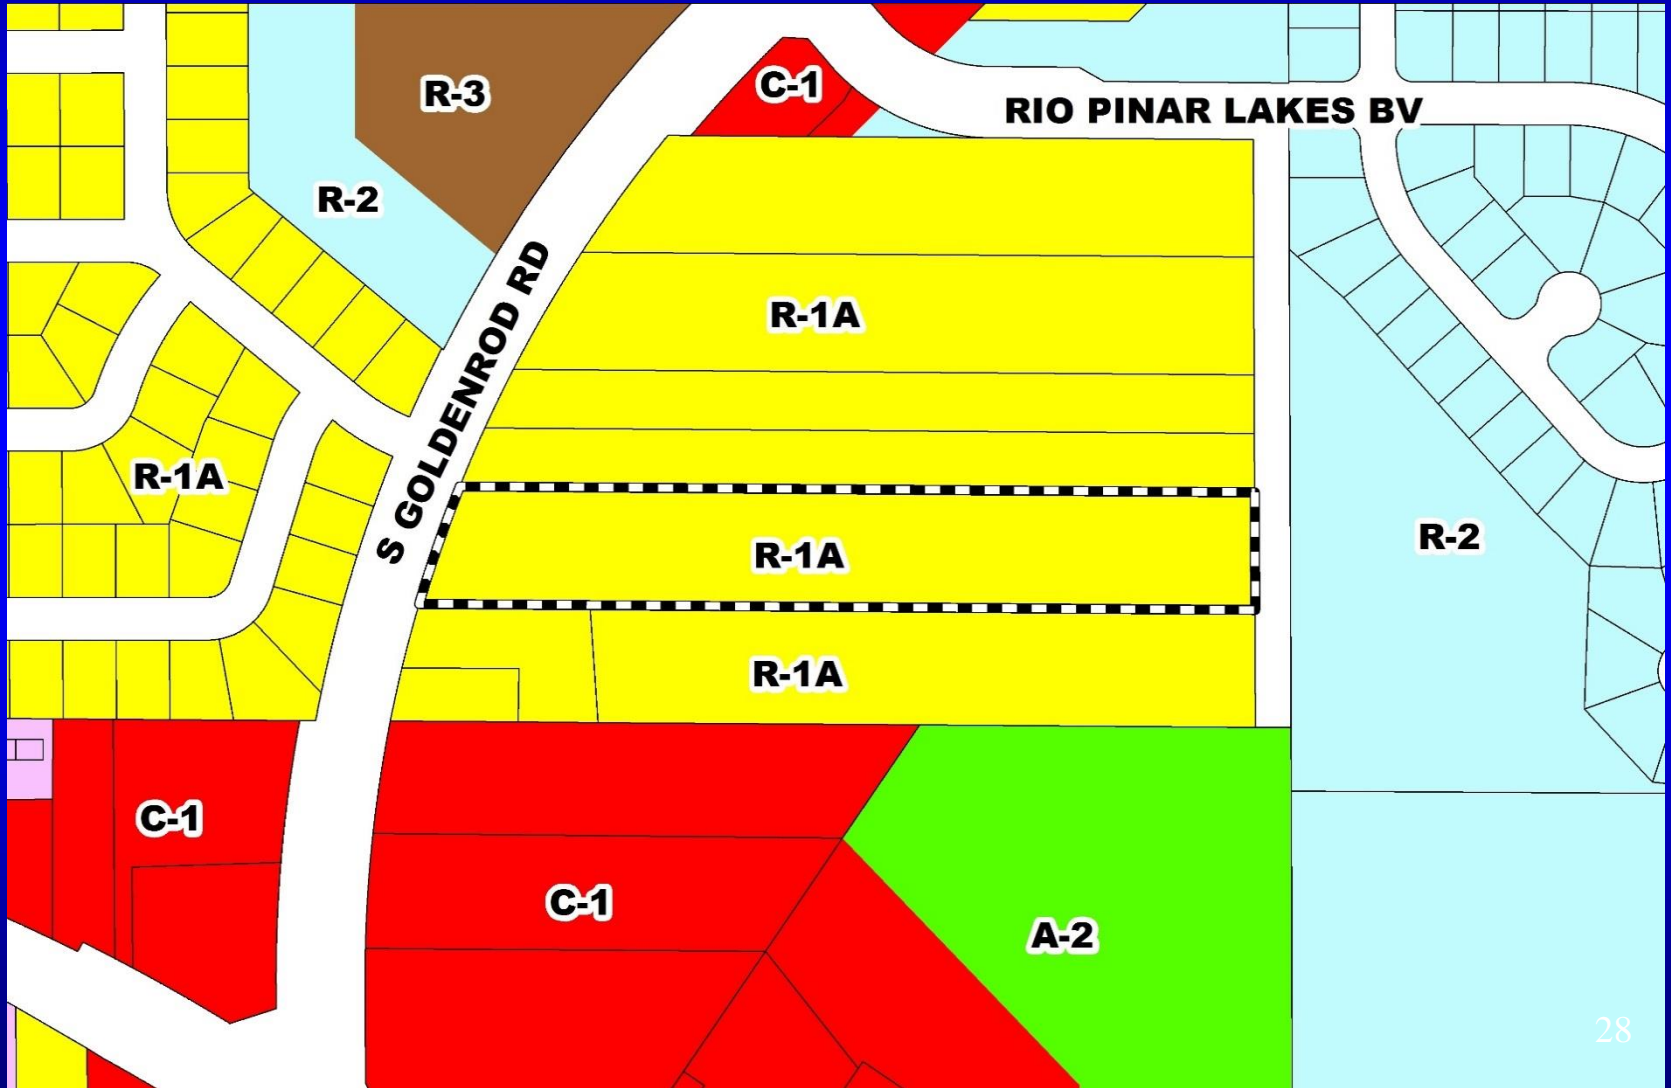 C-1
R-3
RIO PINAR LAKES BV
R-2
S GOLDENROD RD
R-1A
R-1A
R-2
R-1A
R-1A
C-1
C-1
A-2
28